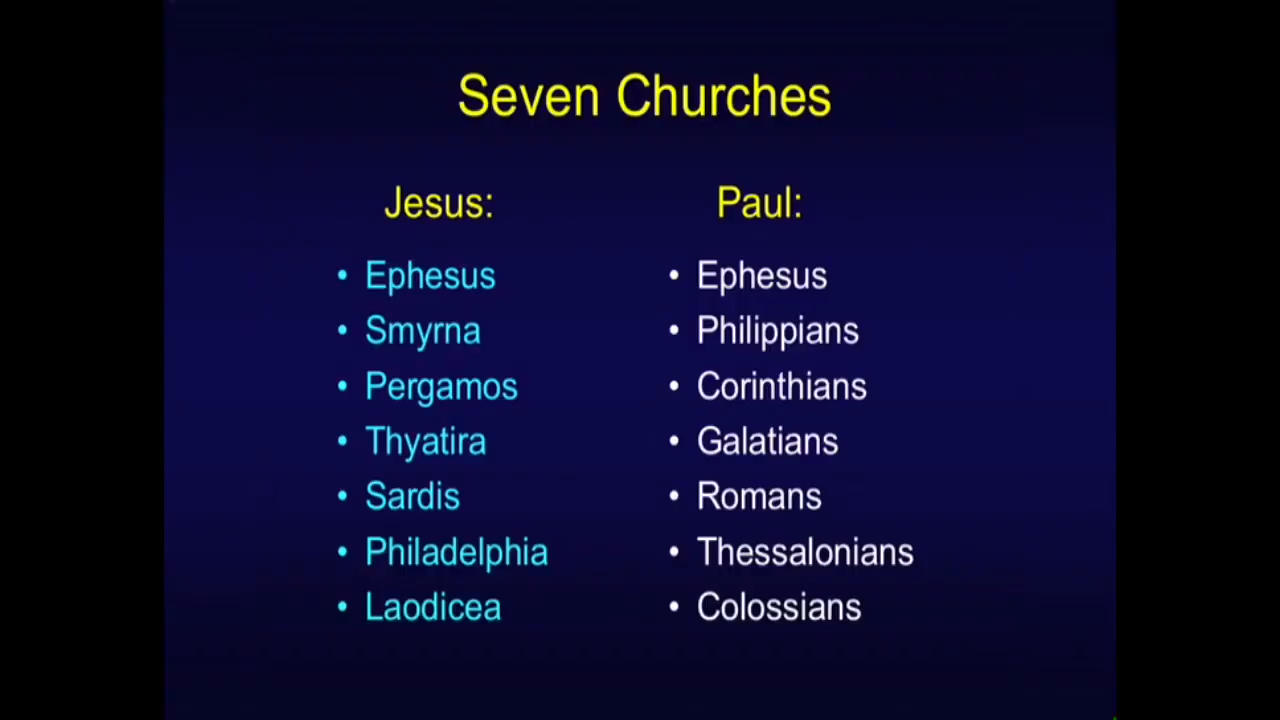 Seven Churches
Jesus:
• Ephesus
• Smyrna
• Pergamos
• Thyatira
• Sardis
• Philadelphia
• Laodicea
Paul:
• Ephesus
• Philippians
• Corinthians
• Galatians
• Romans
• Thessalonians
• Colossians